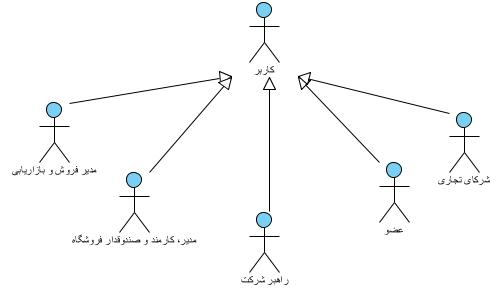 کاربر
مدیر فروش و بازاریابی
شرکای تجاری
مدیر، کارمند و صندوقدار فروشگاه
عضو
راهبر شرکت